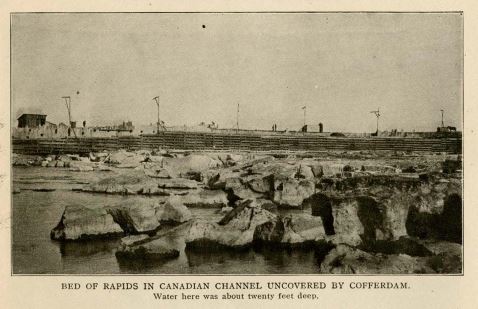 BED OF RAPIDS IN CANADIAN CHANNEL UNCOVERED BY COFFERDAM.
Water here was about twenty feet deep.